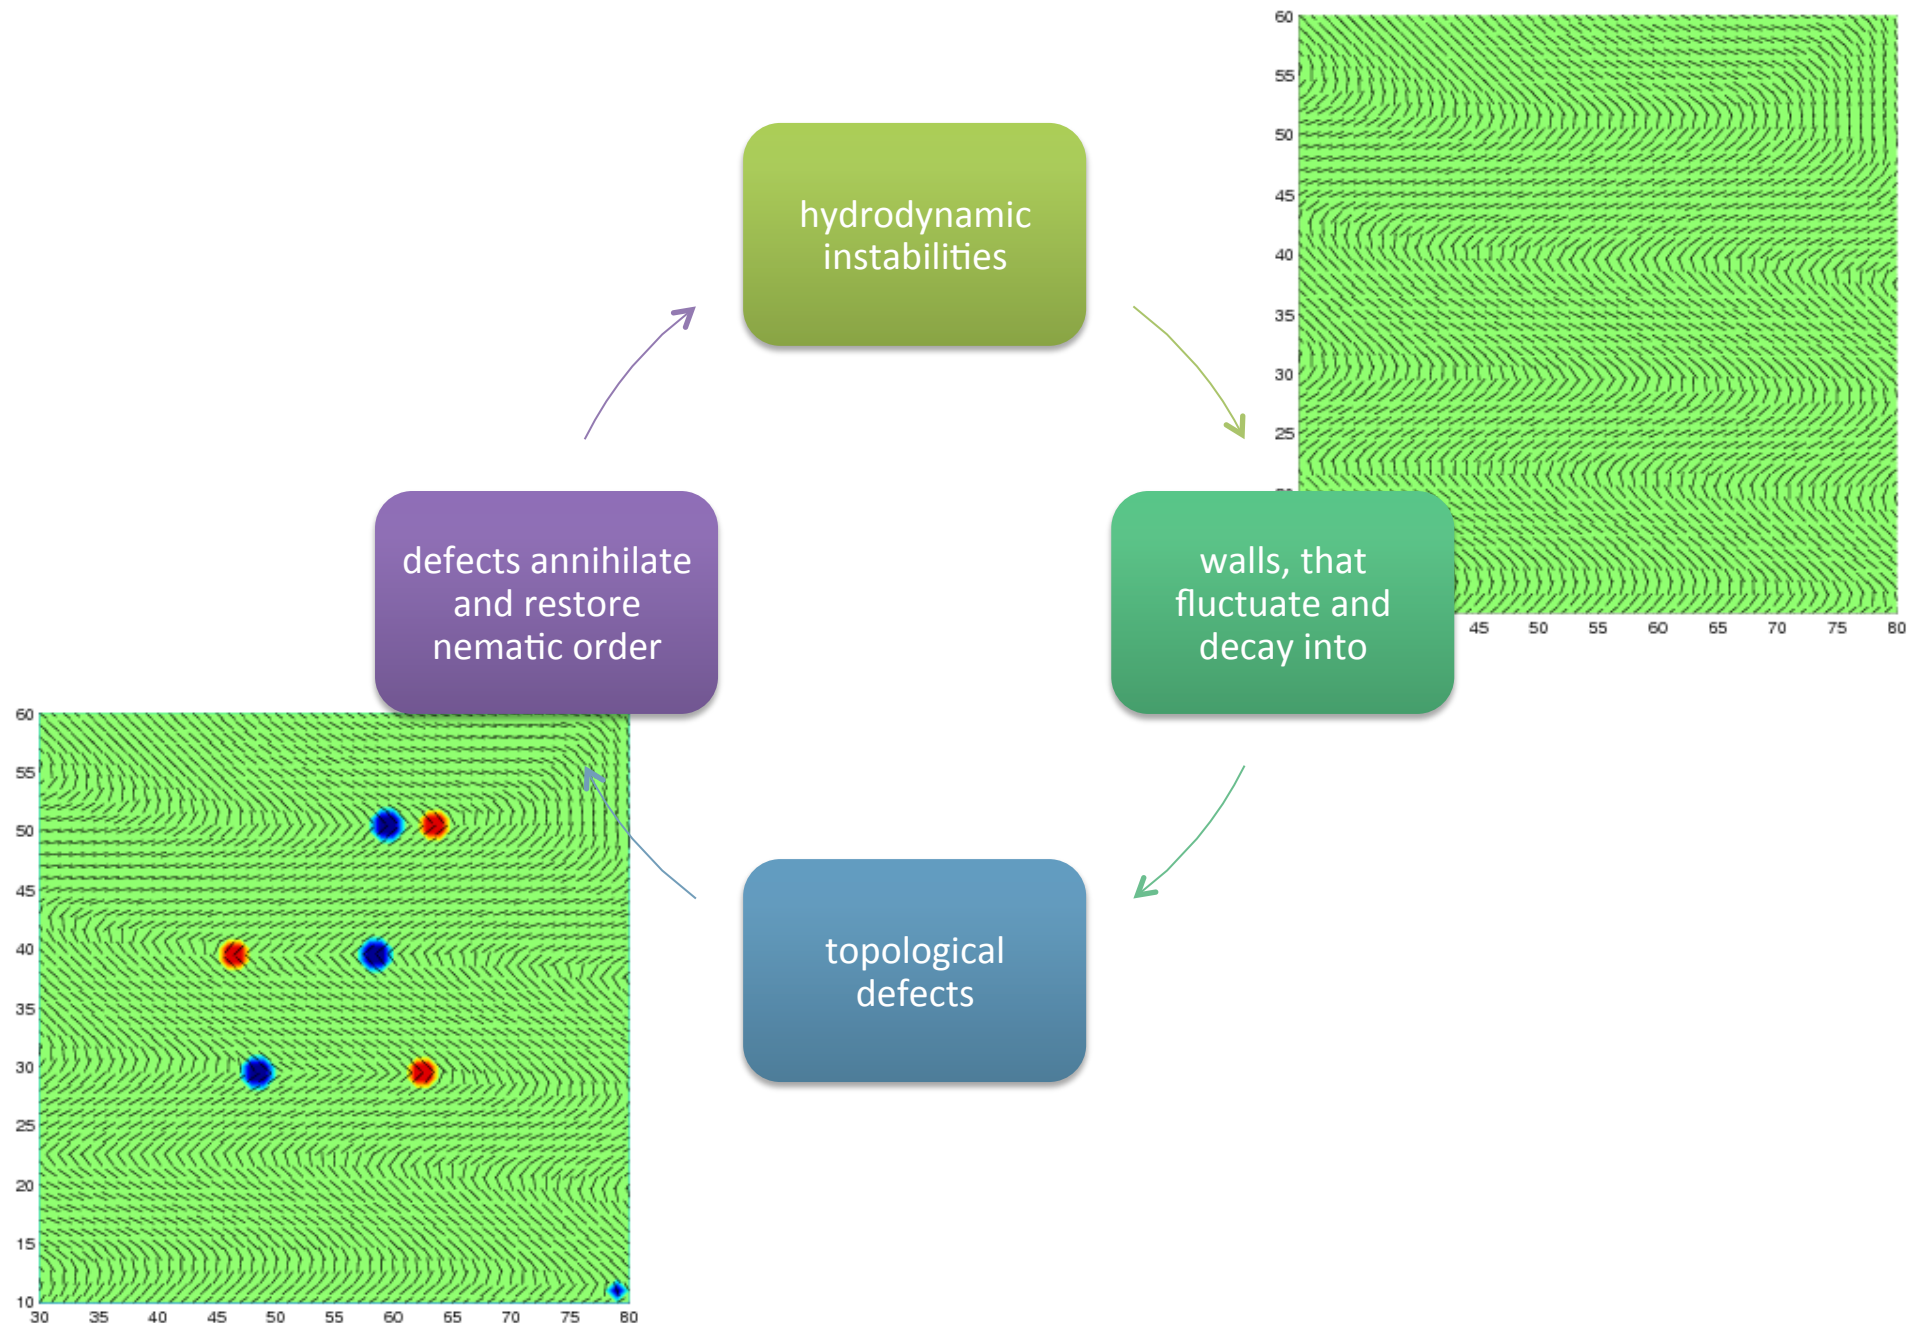 hydrodynamic
instabilities
walls, that
fluctuate and
decay into
topological
defects
defects annihilate
and restore
nematic order
60
55
50
45
40
35
30
25
45 50 55 60 65 70 75 80
60
55
50
45
40
35
30
25
20
15
10
30 35 40 45 50 55 60 65 70 75 80